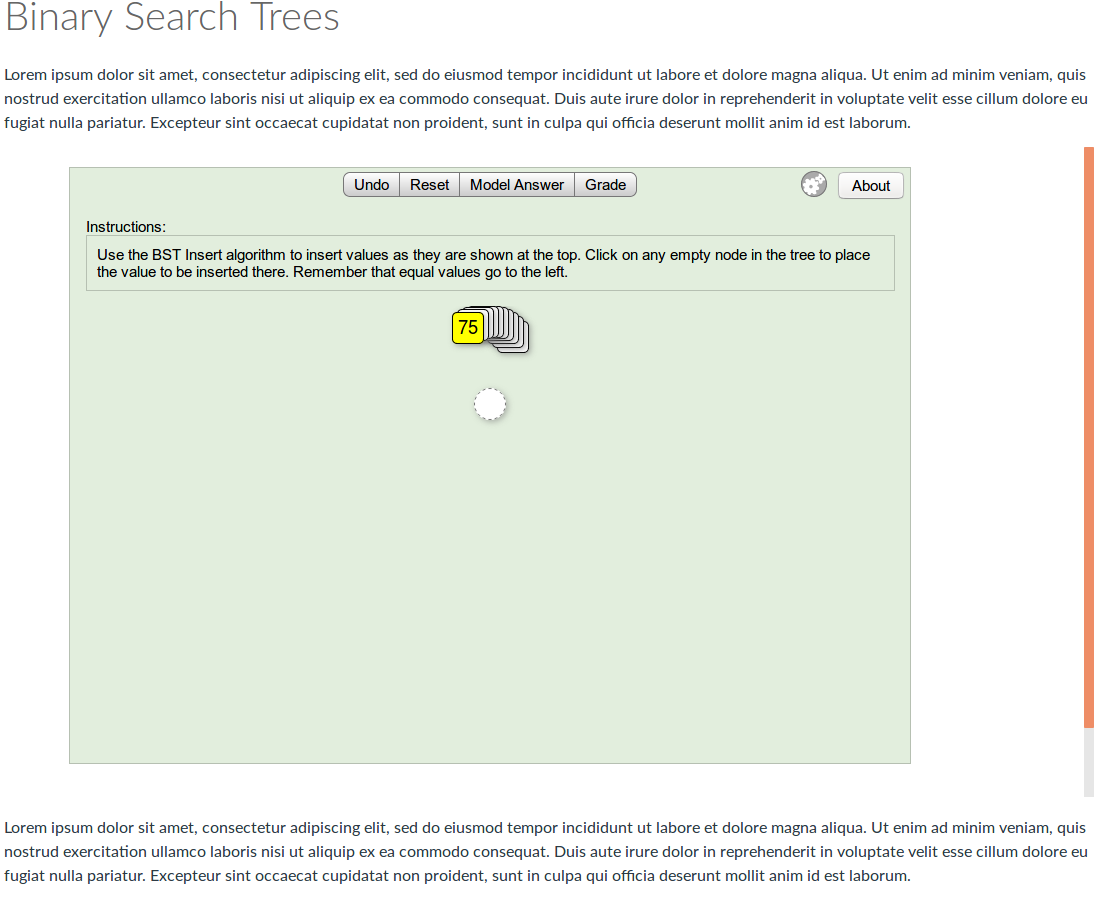 Binary Search Trees
Lorem ipsum dolor sit amet, consectetur adipiscing elit, sed do eiusmod tempor incididunt ut labore et dolore magna aliqua. Ut enim ad minim veniam, quis
nostrud exercitation ullamco laboris nisi ut aliquip ex ea commodo consequat. Duis aute irure dolor in reprehenderit in voluptate velit esse cillum dolore eu
fugiat nulla pariatur. Excepteur sint occaecat cupidatat non proident, sunt in culpa qui officia deserunt mollit anim id est laborum.
Undo Reset Model Answer Grade About
Instructions:
Use the BST Insert algorithm to insert values as they are shown at the top. Click on any empty node in the tree to place
the value to be inserted there. Remember that equal values go to the left.
75
Lorem ipsum dolor sit amet, consectetur adipiscing elit, sed do eiusmod tempor incididunt ut labore et dolore magna aliqua. Ut enim ad minim veniam, quis
nostrud exercitation ullamco laboris nisi ut aliquip ex ea commodo consequat. Duis aute irure dolor in reprehenderit in voluptate velit esse cillum dolore eu
fugiat nulla pariatur. Excepteur sint occaecat cupidatat non proident, sunt in culpa qui officia deserunt mollit anim id est laborum.